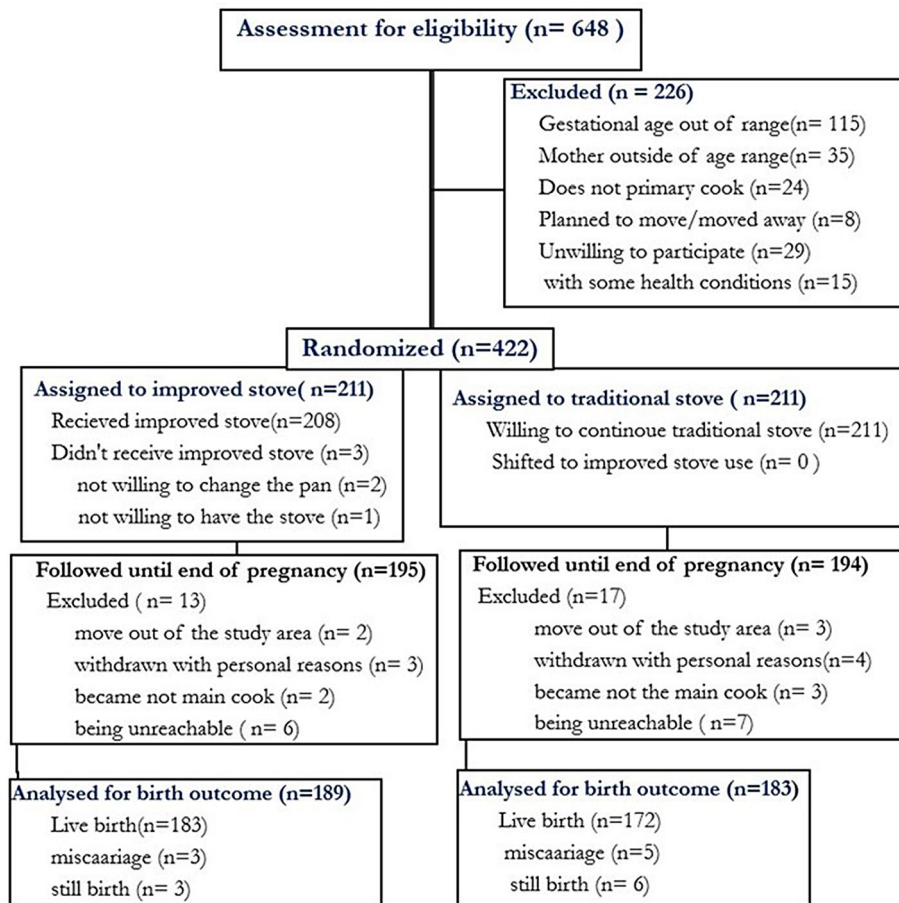 Assessment for eligibility (n= 648 )
Excluded (n = 226)
Gestational age out of range(n= 115)
Mother outside of age range(n= 35)
Does not primary cook (n=24)
Planned to move/moved away (n=8)
Unwilling to participate (n=29)
with some health conditions (n=15)
Randomized (n=422)
Assigned to improved stove( n=211)
Recieved improved stove(n=208)
Didn't receive improved stove (n=3)
not willing to change the pan (n=2)
not willing to have the stove (n=1)
Assigned to traditional stove ( n=211)
Willing to continoue traditional stove (n=211)
Shifted to improved stove use (n= 0 )
Followed until end of pregnancy (n=195)
Excluded ( n= 13)
move out of the study area (n= 2)
withdrawn with personal reasons (n= 3)
became not main cook (n= 2)
being unreachable ( n= 6)
Followed until end of pregnancy (n= 194)
Excluded (n=17)
move out of the study area (n= 3)
withdrawn with personal reasons(n=4)
became not the main cook (n= 3)
being unreachable ( n=7)
Analysed for birth outcome (n=189)
Live birth(n=183)
miscaariage (n=3)
still birth (n= 3)
Analysed for birth outcome (n=183)
Live birth (n=172)
miscaariage (n=5)
still birth (n= 6)